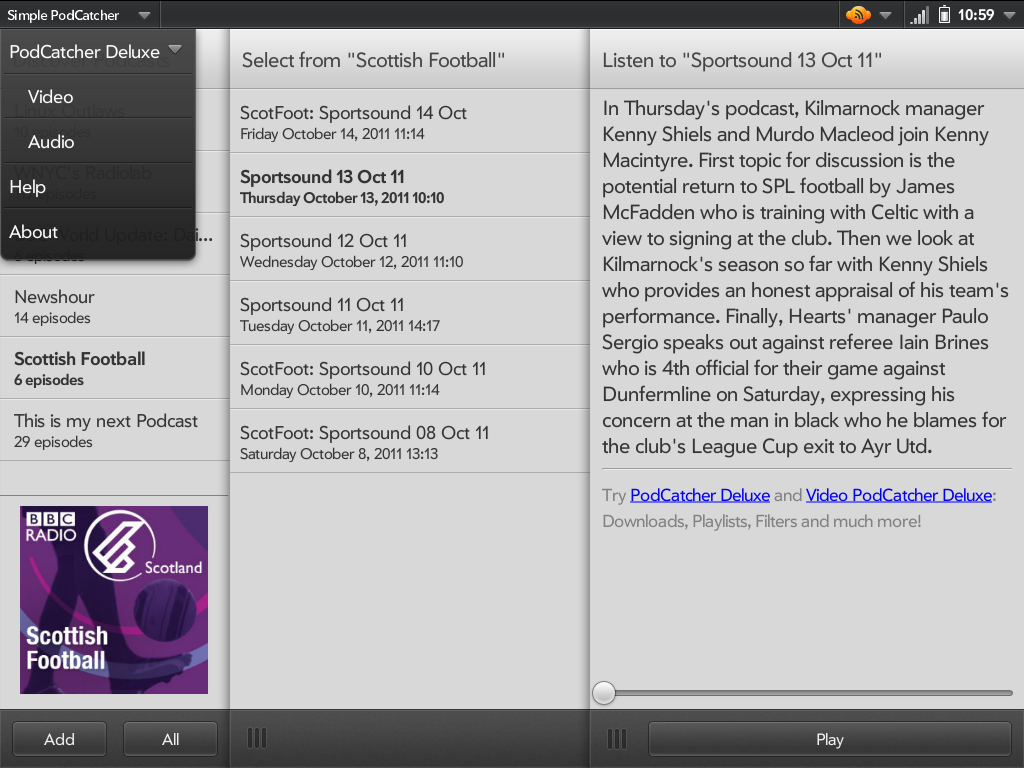 Simple PodCatcher
10:59
PodCatcher Deluxe
Video
Audio
Help
About
Linux Outlaws
WNYC's Radiolab
World Update: Dai...
episodes
Newshour
14 episodes
Scottish Football
6 episodes
This is my next Podcast
29 episodes
BBC
RADIO
Scotland
Scottish
Football
Add
All
Select from "Scottish Football"
ScotFoot: Sportsound 14 Oct
Friday October 14, 2011 11:14
Sportsound 13 Oct 11
Thursday October 13, 2011 10:10
Sportsound 12 Oct 11
Wednesday October 12, 2011 11:10
Sportsound 11 Oct 11
Tuesday October 11, 2011 14:17
ScotFoot: Sportsound 10 Oct 11
Monday October 10, 2011 11:14
ScotFoot: Sportsound 08 Oct 11
Saturday October 8, 2011 13:13
Listen to "Sportsound 13 Oct 11"
In Thursday's podcast, Kilmarnock manager
Kenny Shiels and Murdo Macleod join Kenny
Macintyre. First topic for discussion is the
potential return to SPL football by James
McFadden who is training with Celtic with a
view to signing at the club. Then we look at
Kilmarnock's season so far with Kenny Shiels
who provides an honest appraisal of his team's
performance. Finally, Hearts' manager Paulo
Sergio speaks out against referee Iain Brines
who is 4th official for their game against
Dunfermline on Saturday, expressing his
concern at the man in black who he blames for
the club's League Cup exit to Ayr Utd.
Try PodCatcher Deluxe and Video PodCatcher Deluxe:
Downloads, Playlists, Filters and much more!
Play